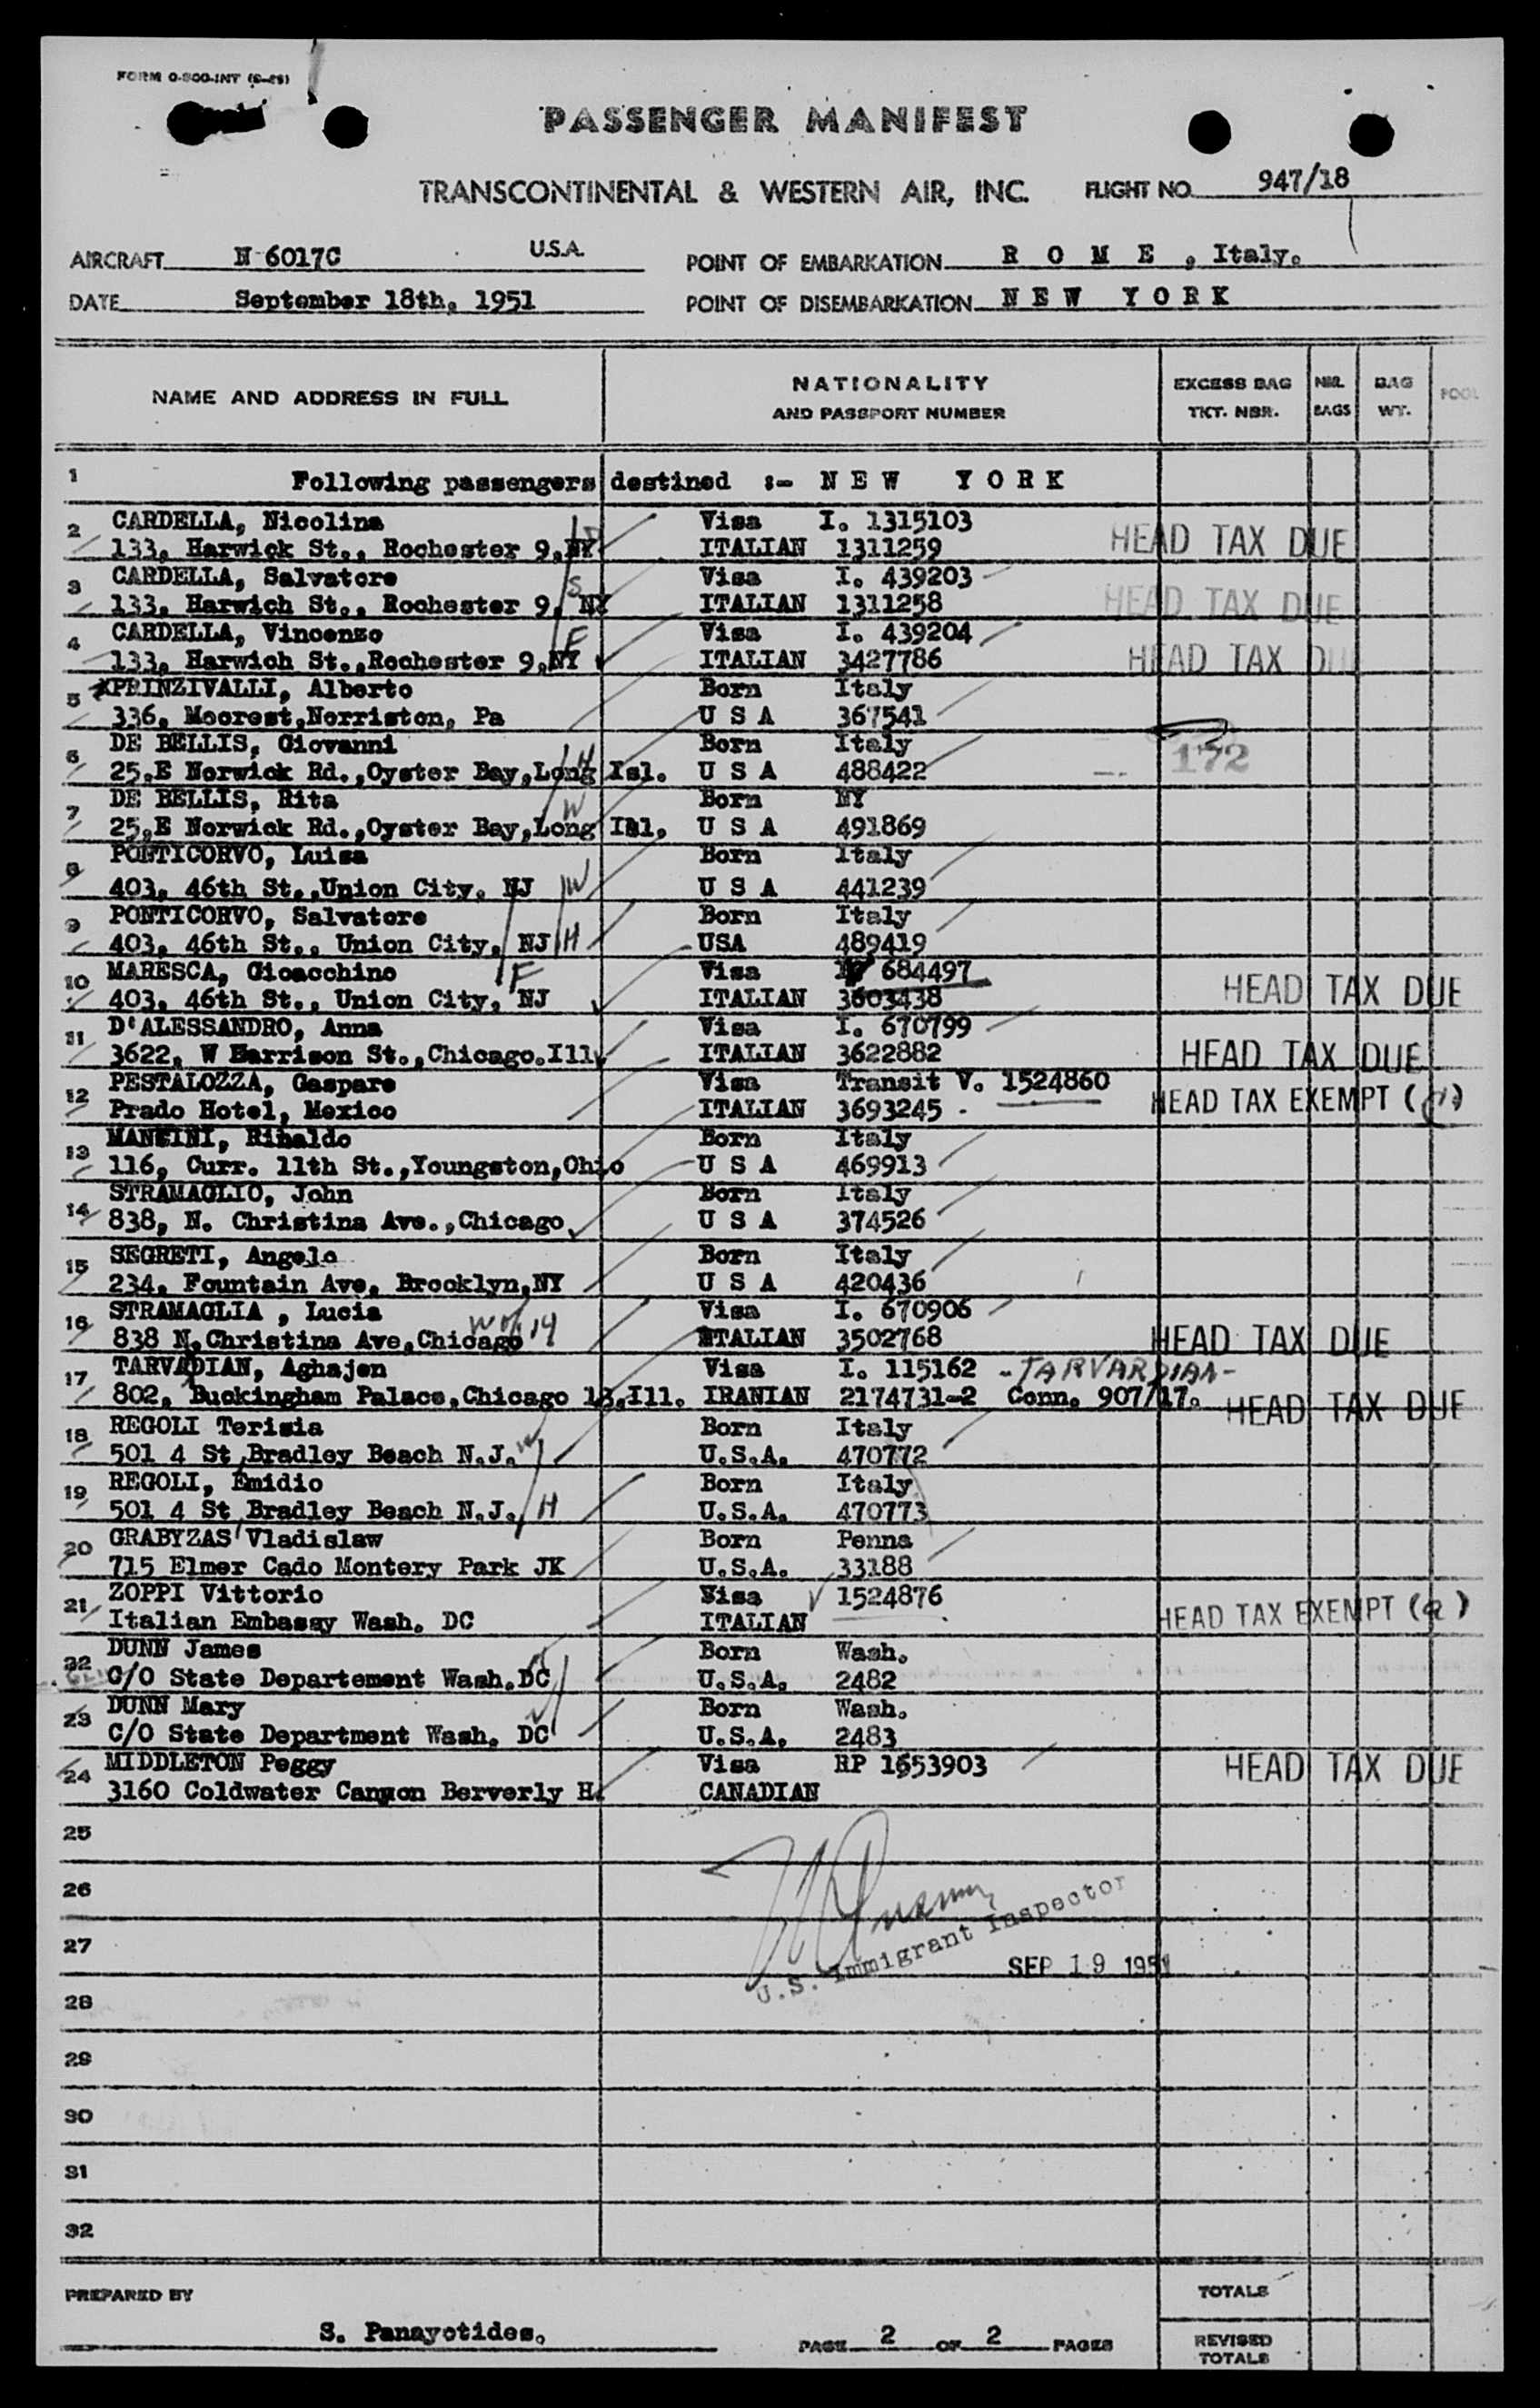 FORM O-800-INT (6-49)
PASSENGER MANIFEST
TRANSCONTINENTAL & WESTERN AIR, INC. FLIGHT NO. 947/18
AIRCRAFT N 6017C U.S.A. POINT OF EMBARKATION R O M E , Italy.
DATE September 18th, 1951 POINT OF DISEMBARKATION N E W Y O R K
NAME AND ADDRESS IN FULL NATIONALITY AND PASSPORT NUMBER EXCESS BAG TKT. NBR. NBR. BAGS BAG WT. POOL
1 Following passengers destined :- N E W Y O R K
2 CARDELLA, Nicolina Visa I. 1315103
133, Harwick St., Rochester 9,NY ITALIAN 1311259 HEAD TAX DUE
3 CARDELLA, Salvatore Visa I. 439203
133, Harwich St., Rochester 9, NY S ITALIAN 1311258 HEAD TAX DUE
4 CARDELLA, Vincenzo F Visa I. 439204
133, Harwich St.,Rochester 9,NY ITALIAN 3427786 HEAD TAX DUE
5 XPRINZIVALLI, Alberto Born Italy
336, Moorest,Norriston, Pa U S A 367541
6 DE BELLIS, Giovanni Born Italy
25,E Norwick Rd.,Oyster Bay,Long Isl. H U S A 488422 172
7 DE BELLIS, Rita Born NY
25,E Norwick Rd.,Oyster Bay,Long Isl, W U S A 491869
8 PONTICORVO, Luisa Born Italy
403, 46th St.,Union City, NJ W U S A 441239
9 PONTICORVO, Salvatore Born Italy
403, 46th St., Union City, NJ H USA 489419
10 MARESCA, Gioacchino F Visa 684497
403, 46th St., Union City, NJ ITALIAN 3603438 HEAD TAX DUE
11 D'ALESSANDRO, Anna Visa I. 670799
3622, W Harrison St.,Chicago.Ill. ITALIAN 3622882 HEAD TAX DUE
12 PESTALOZZA, Gaspare Visa Transit V. 1524860
Prado Hotel, Mexico ITALIAN 3693245 - HEAD TAX EXEMPT
13 MANCINI, Ribaldo Born Italy
116, Curr. 11th St.,Youngston,Ohio U S A 469913
14 STRAMAGLIO, John Born Italy
838, N. Christina Ave.,Chicago U S A 374526
15 SEGRETI, Angelo Born Italy
234, Fountain Ave, Brooklyn,NY U S A 420436
16 STRAMAGLIA , Lucia Visa I. 670906
838 N,Christina Ave,Chicago W of 14 ITALIAN 3502768 HEAD TAX DUE
17 TARVADIAN, Aghajan Visa I. 115162 - TARVARDIAN -
802, Buckingham Palace,Chicago 13,Ill. IRANIAN 2174731-2 Conn. 907/17. HEAD TAX DUE
18 REGOLI Terisia Born Italy
501 4 St,Bradley Beach N.J. W U.S.A. 470772
19 REGOLI, Emidio Born Italy
501 4 St Bradley Beach N.J. H U.S.A. 470773
20 GRABYZAS Vladislaw Born Penna
715 Elmer Cado Montery Park JK U.S.A. 33188
21 ZOPPI Vittorio Visa V 1524876
Italian Embassy Wash. DC ITALIAN HEAD TAX EXEMPT (a)
22 DUNN James Born Wash.
C/O State Departement Wash.DC U.S.A. 2482
23 DUNN Mary Born Wash.
C/O State Department Wash. DC U.S.A. 2483
24 MIDDLETON Peggy Visa RP 1653903
3160 Coldwater Canyon Berverly H. CANADIAN HEAD TAX DUE
25
26
U.S. Immigrant Inspector
27
SEP 19 1951
28
29
30
31
32
PREPARED BY TOTALS
S. Panayotides. PAGE 2 OF 2 PAGES REVISED TOTALS